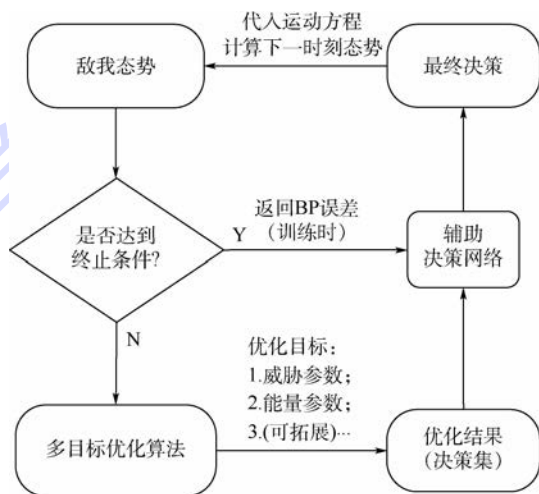 代入运动方程
计算下一时刻态势
敌我态势
最终决策
是否达到
终止条件?
Y
返回BP误差
(训练时)
辅助
决策网络
N
优化目标：
1.威胁参数；
2.能量参数；
3.(可拓展)…
多目标优化算法
优化结果
(决策集)